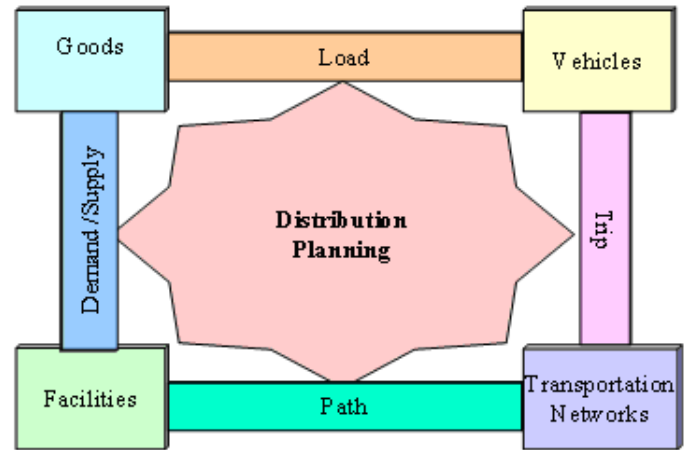 Goods
Load
Vehicles
Demand/Supply
Distribution
Planning
Trip
Facilities
Path
Transportation
Networks